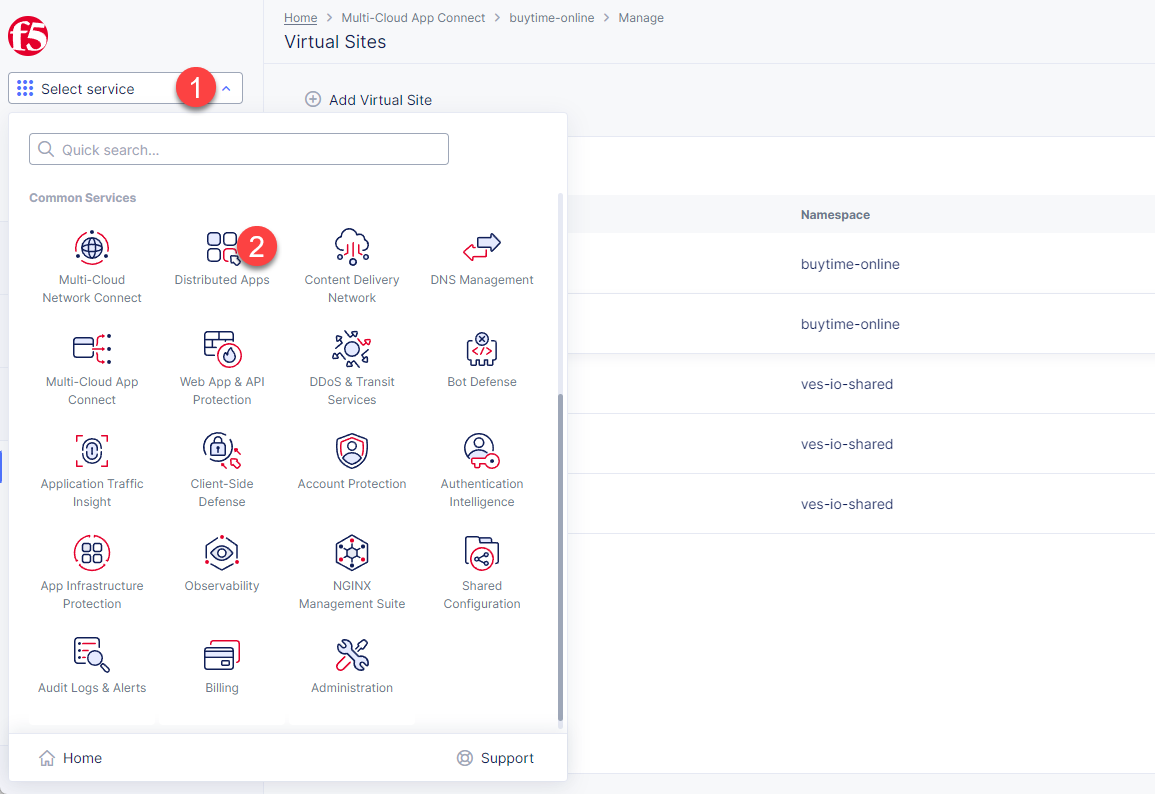 f5
Home > Multi-Cloud App Connect > buytime-online > Manage
Virtual Sites
Select service
1
Add Virtual Site
Quick search...
Common Services
Namespace
2
Multi-Cloud
Network Connect
Distributed Apps
Content Delivery
Network
DNS Management
buytime-online
buytime-online
Multi-Cloud App
Connect
Web App & API
Protection
DDoS & Transit
Services
Bot Defense
ves-io-shared
ves-io-shared
Application Traffic
Insight
Client-Side
Defense
Account Protection
Authentication
Intelligence
ves-io-shared
App Infrastructure
Protection
Observability
NGINX
Management Suite
Shared
Configuration
Audit Logs & Alerts
Billing
Administration
Home
Support